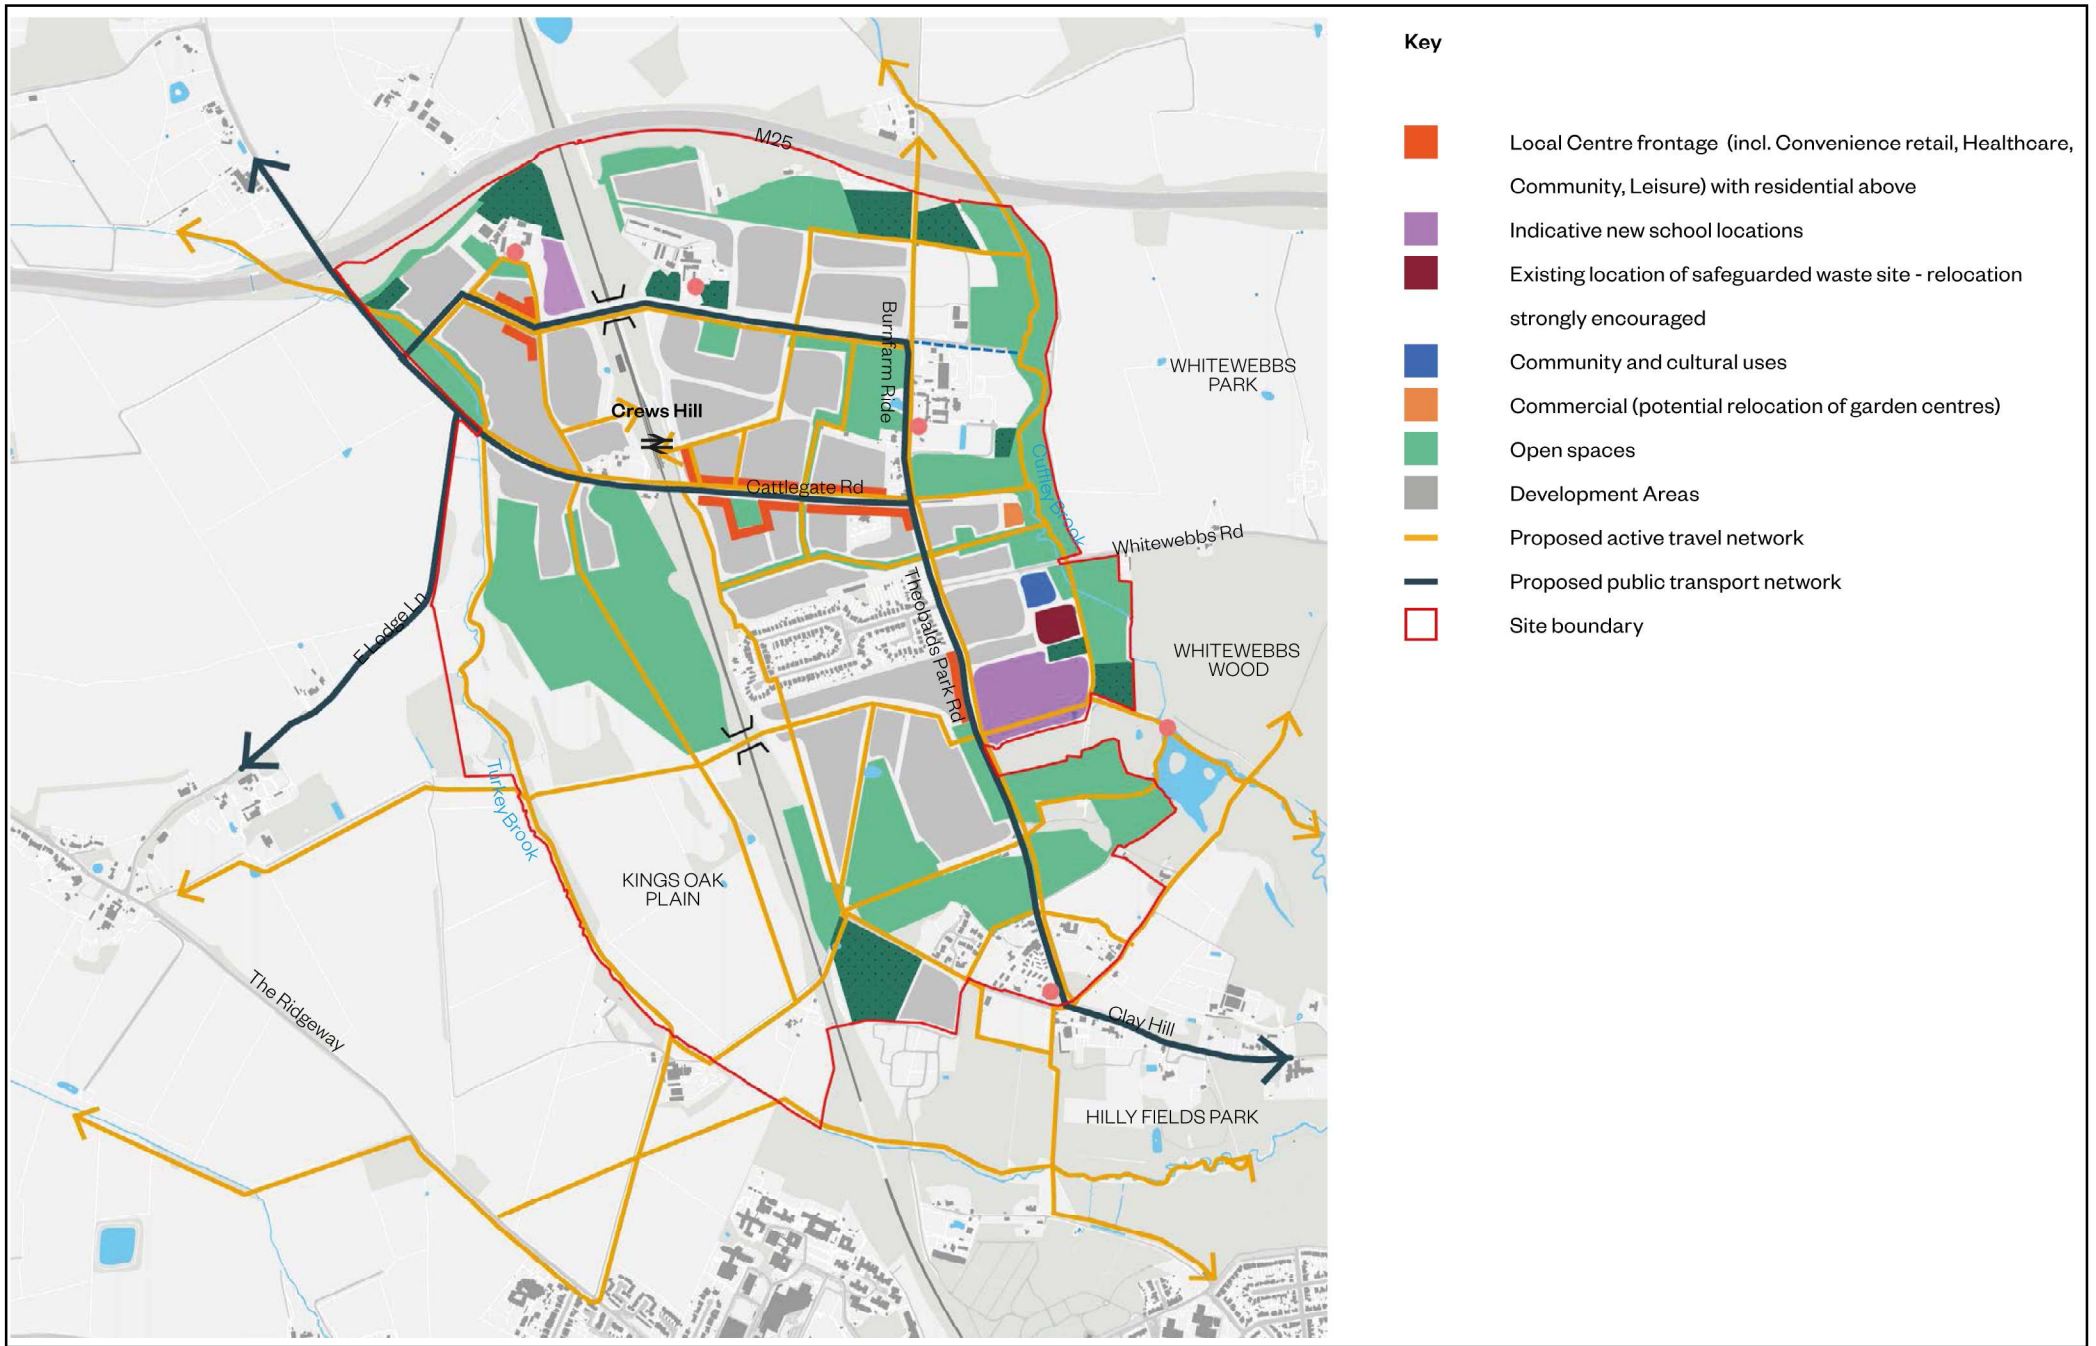 Key
Local Centre frontage (incl. Convenience retail, Healthcare,
Community, Leisure) with residential above
Indicative new school locations
Existing location of safeguarded waste site - relocation
strongly encouraged
Community and cultural uses
Commercial (potential relocation of garden centres)
Open spaces
Development Areas
Proposed active travel network
Proposed public transport network
Site boundary
M25
Burnfarm Ride
WHITEWEBBS
PARK
Crews Hill
Cattlegate Rd
Cuffley Brook
Whitewebbs Rd
Theobalds Park Rd
E Lodge Ln
WHITEWEBBS
WOOD
Turkey Brook
KINGS OAK
PLAIN
The Ridgeway
Clay Hill
HILLY FIELDS PARK